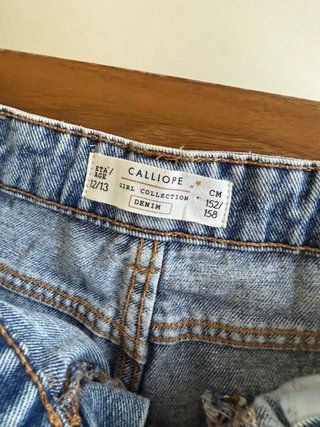 CALLIOPE
ETA'/
AGE
12/13
GIRL COLLECTION
DENIM
CM
152/
158